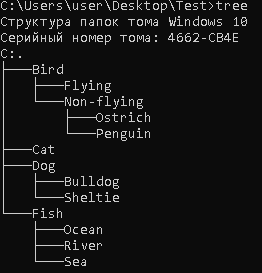 C:\Users\user\Desktop\Test>tree
Структура папок тома Windows 10
Серийный номер тома: 4662-CB4E
C:.
├───Bird
│   ├───Flying
│   └───Non-flying
│       ├───Ostrich
│       └───Penguin
├───Cat
├───Dog
│   ├───Bulldog
│   └───Sheltie
└───Fish
    ├───Ocean
    ├───River
    └───Sea